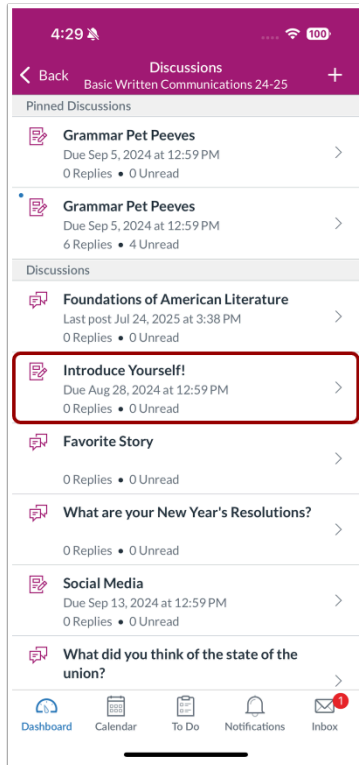 4:29
100
Back
Discussions
Basic Written Communications 24-25
+
Pinned Discussions
Grammar Pet Peeves
Due Sep 5, 2024 at 12:59 PM
0 Replies • 0 Unread
Grammar Pet Peeves
Due Sep 5, 2024 at 12:59 PM
6 Replies • 4 Unread
Discussions
Foundations of American Literature
Last post Jul 24, 2025 at 3:38 PM
0 Replies • 0 Unread
Introduce Yourself!
Due Aug 28, 2024 at 12:59 PM
0 Replies • 0 Unread
Favorite Story
0 Replies • 0 Unread
What are your New Year's Resolutions?
0 Replies • 0 Unread
Social Media
Due Sep 13, 2024 at 12:59 PM
0 Replies • 0 Unread
What did you think of the state of the
union?
1
Dashboard Calendar To Do Notifications Inbox